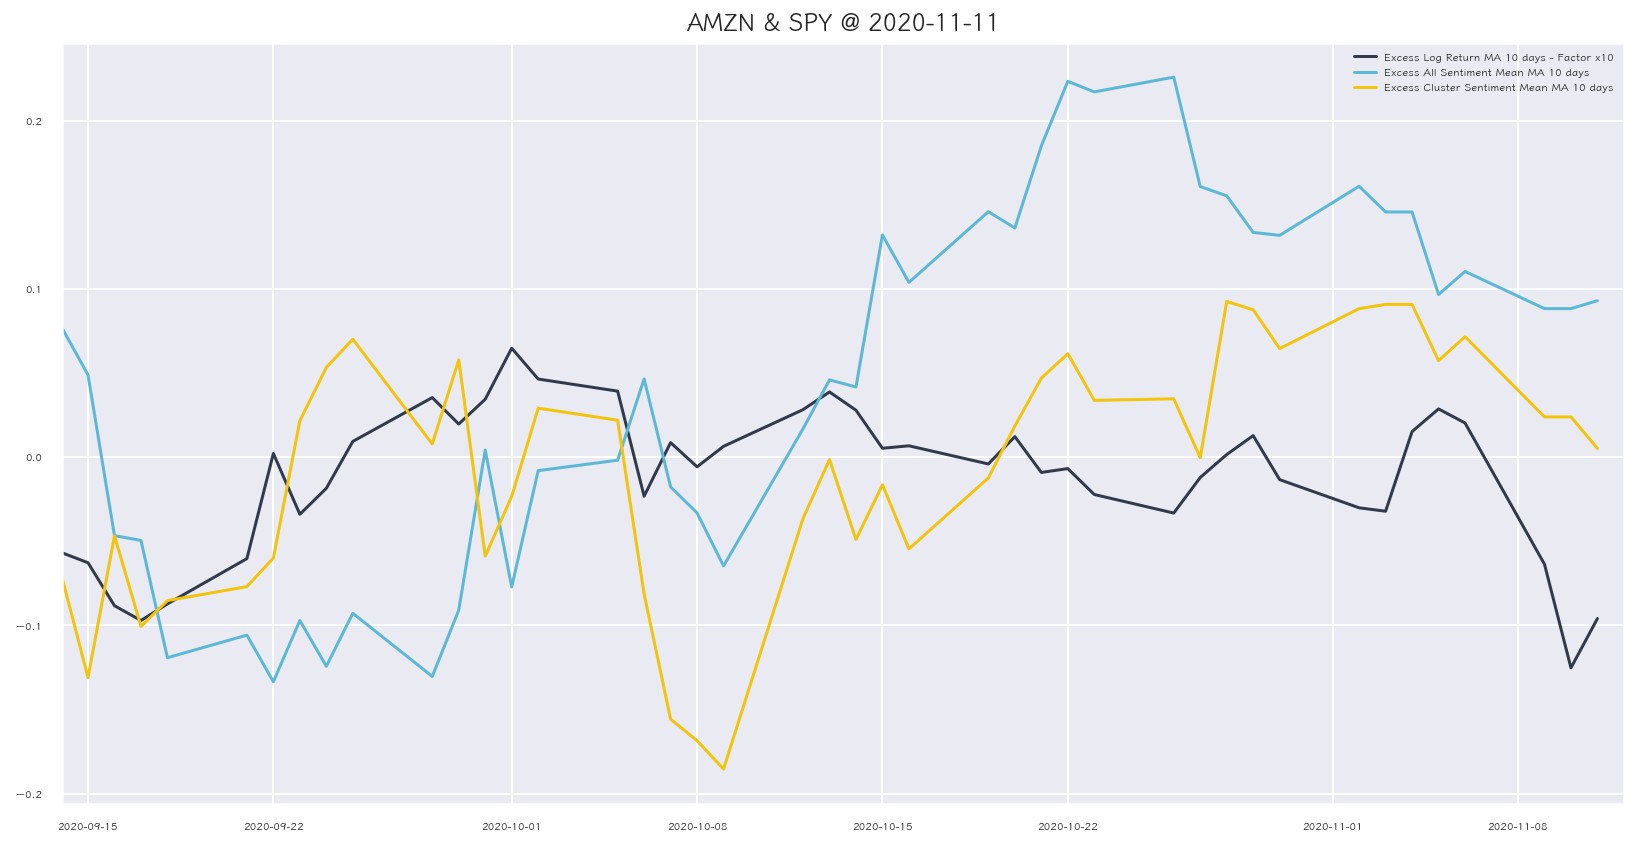 AMZN & SPY @ 2020-11-11
Excess Log Return MA 10 days - Factor x10
Excess All Sentiment Mean MA 10 days
Excess Cluster Sentiment Mean MA 10 days
0.2
0.1
0.0
−0.1
−0.2
2020-09-15 2020-09-22 2020-10-01 2020-10-08 2020-10-15 2020-10-22 2020-11-01 2020-11-08